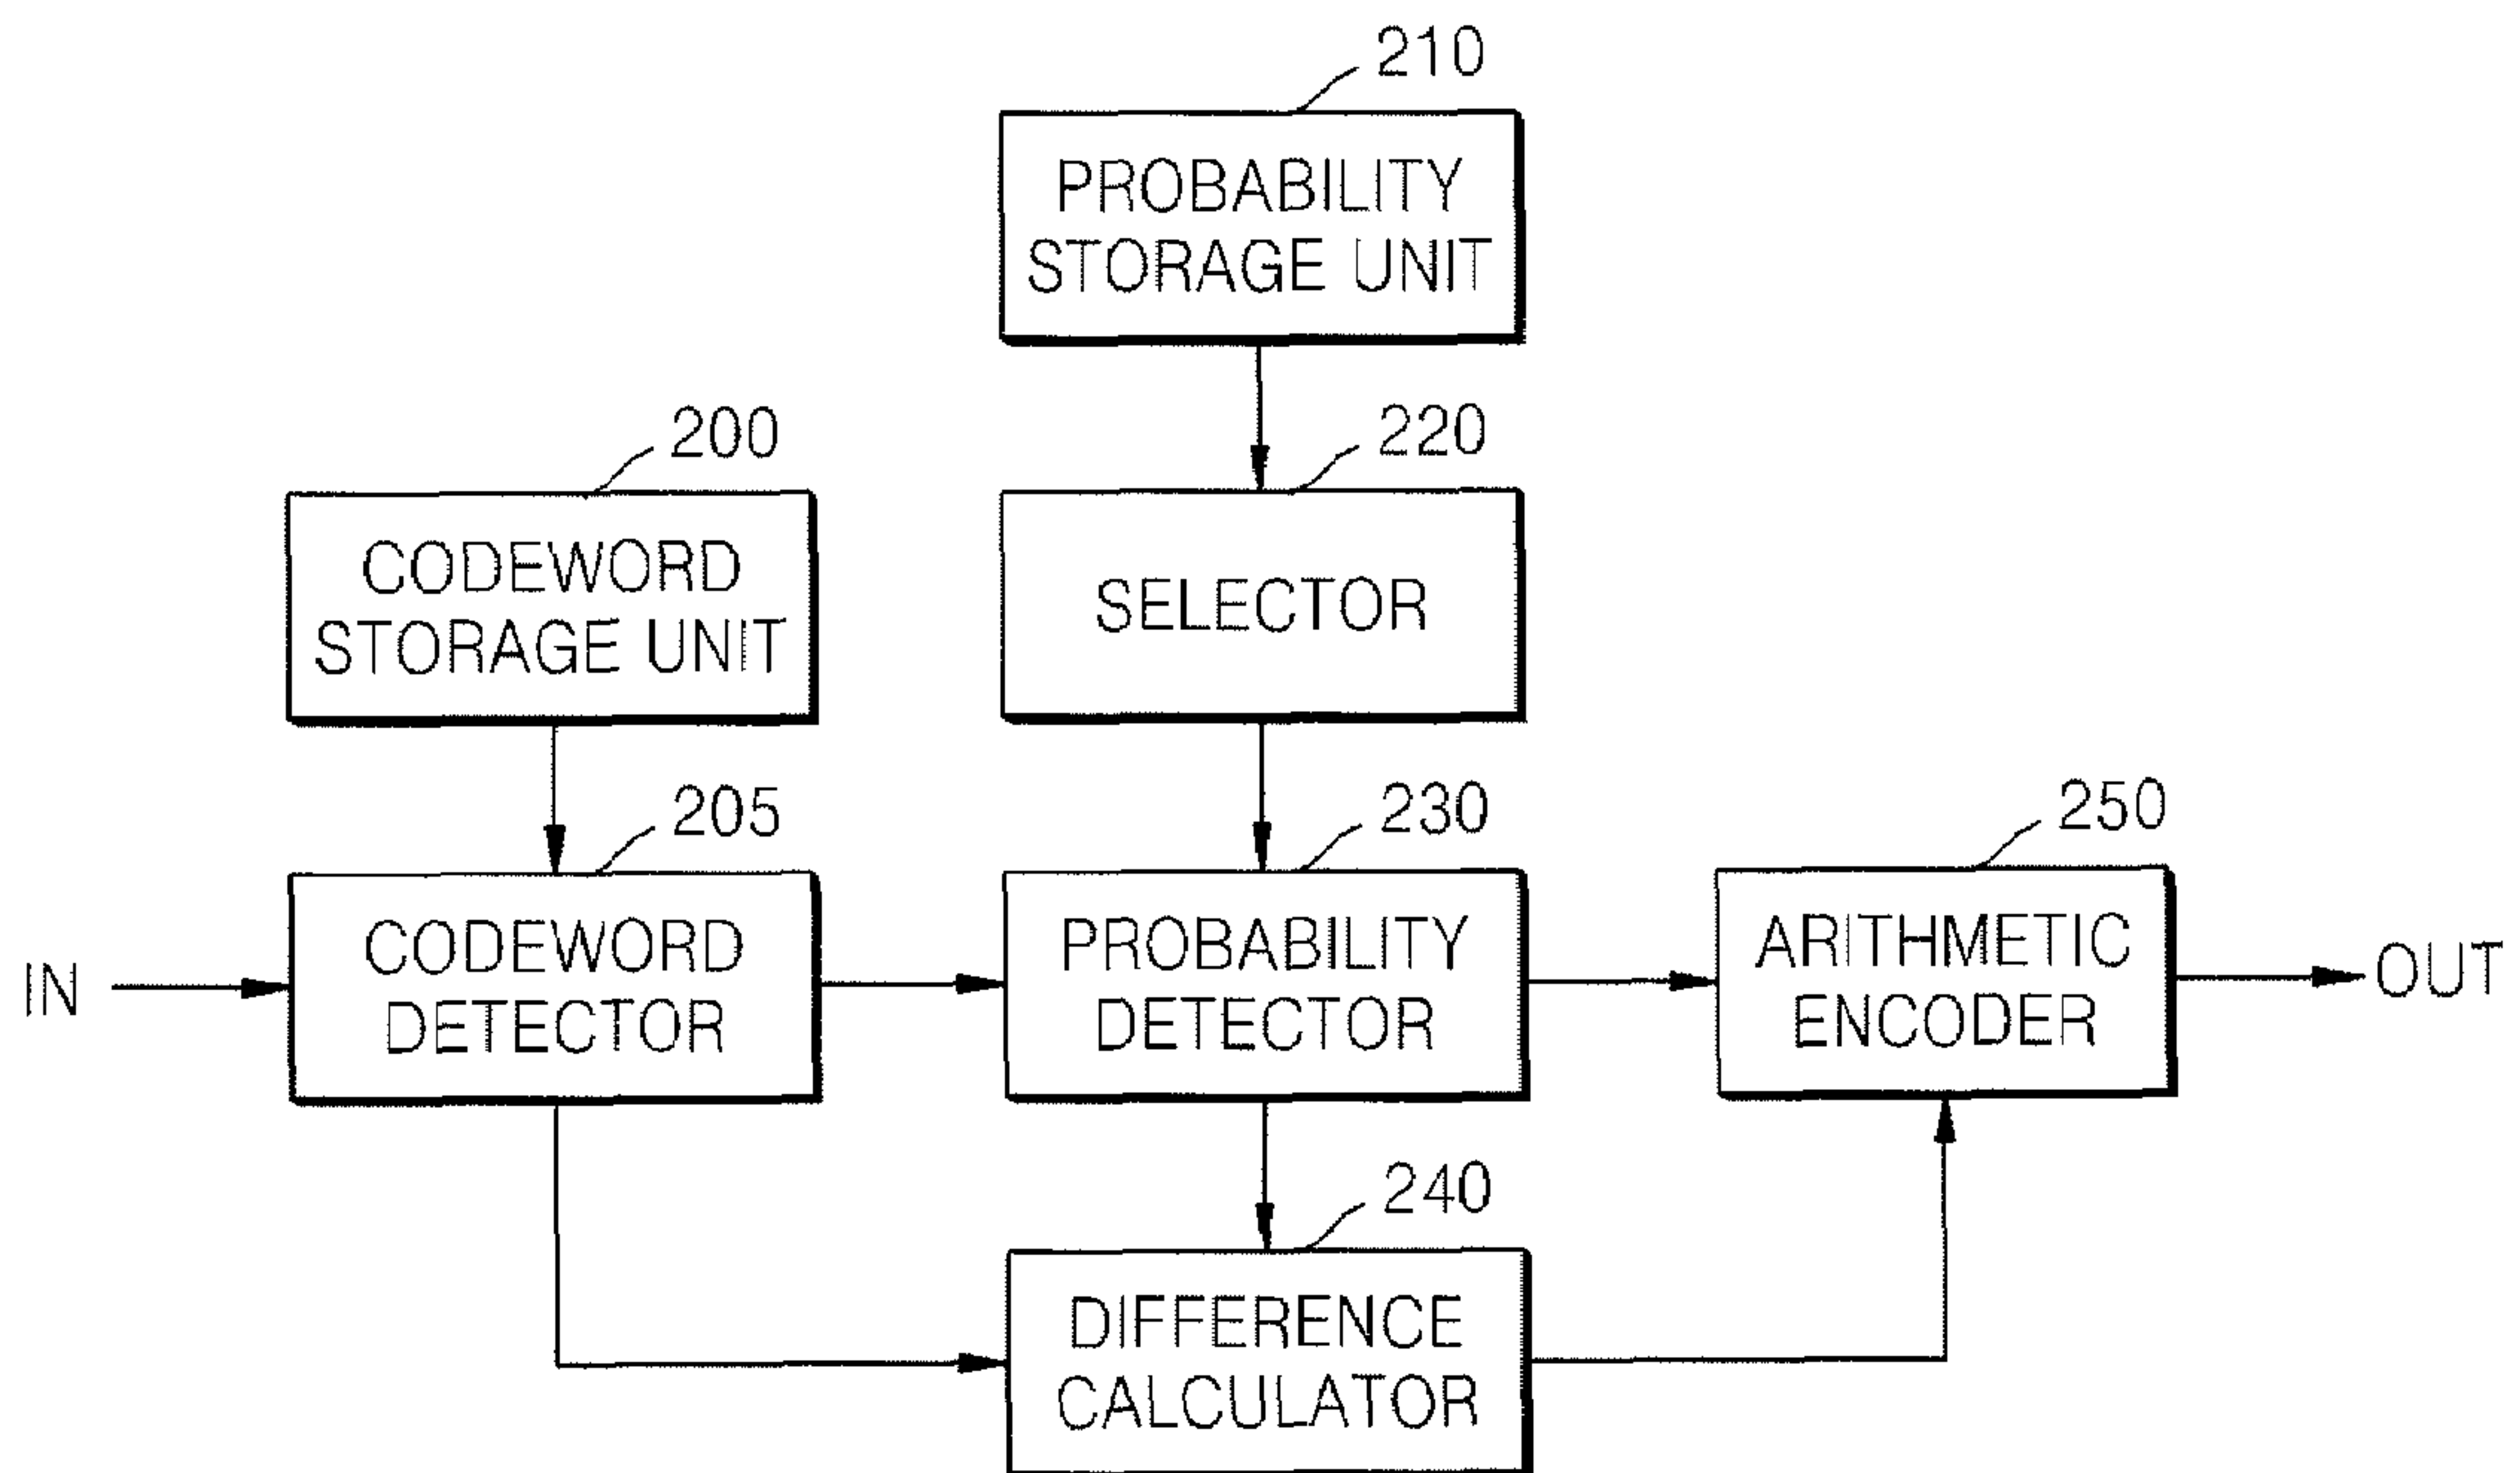 210
PROBABILITY
STORAGE UNIT
200
220
CODEWORD
STORAGE UNIT
SELECTOR
205
230
250
IN
CODEWORD
DETECTOR
PROBABILITY
DETECTOR
ARITHMETIC
ENCODER
OUT
240
DIFFERENCE
CALCULATOR